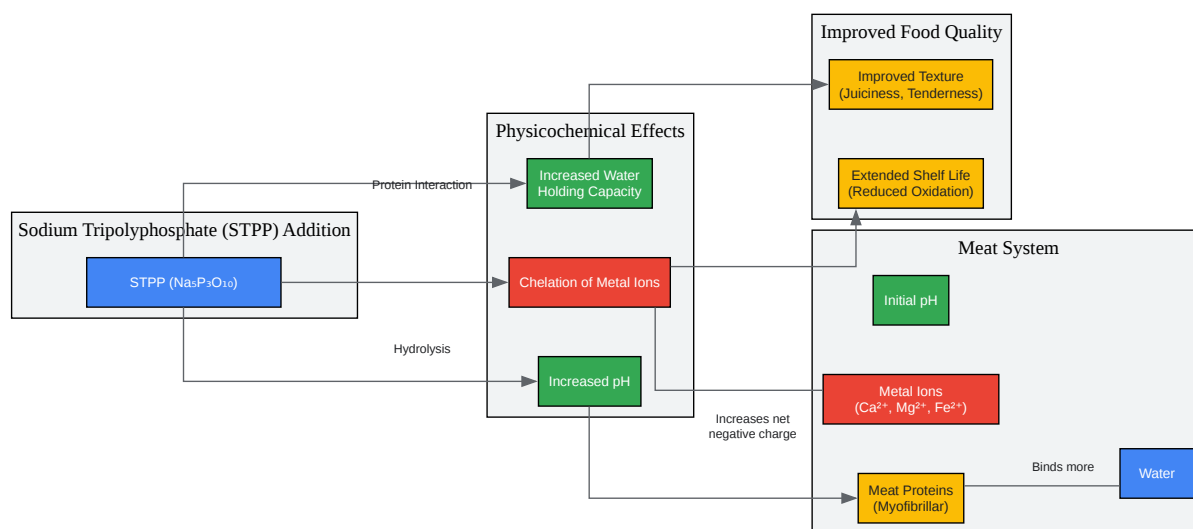 Improved Food Quality
Improved Texture
(Juiciness, Tenderness)
Extended Shelf Life
(Reduced Oxidation)
Physicochemical Effects
Increased Water
Holding Capacity
Chelation of Metal Ions
Increased pH
Protein Interaction
Sodium Tripolyphosphate (STPP) Addition
STPP (Na₅P₃O₁₀)
Hydrolysis
Meat System
Initial pH
Metal Ions
(Ca²⁺, Mg²⁺, Fe²⁺)
Increases net
negative charge
Meat Proteins
(Myofibrillar)
Binds more
Water